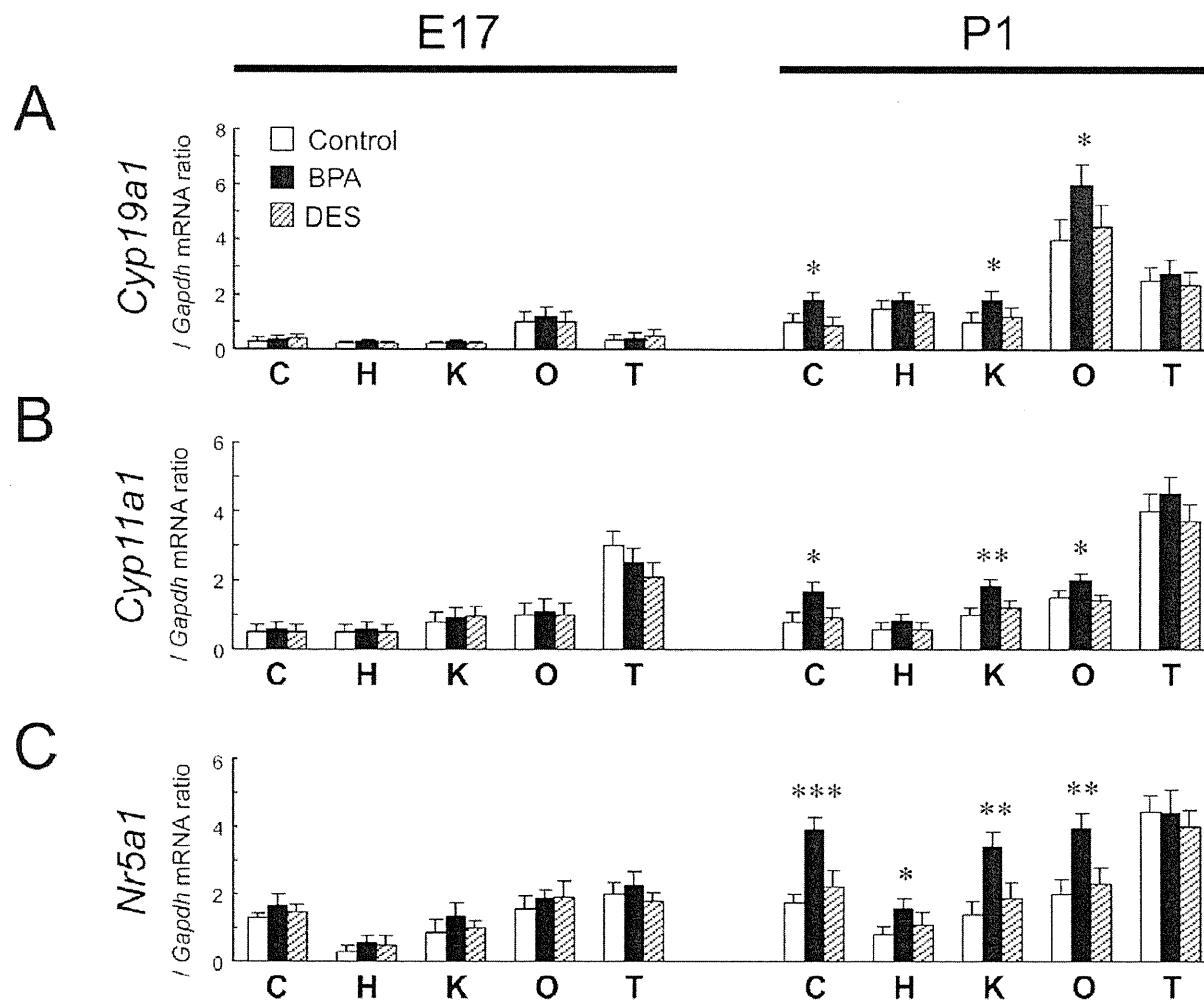 E17 P1
A
Cyp19a1
/ Gapdh mRNA ratio
8
6
4
2
0
Control
BPA
DES
* * *
C H K O T C H K O T
B
Cyp11a1
/ Gapdh mRNA ratio
6
4
2
0
* ** *
C H K O T C H K O T
C
Nr5a1
/ Gapdh mRNA ratio
6
4
2
0
*** * ** **
C H K O T C H K O T